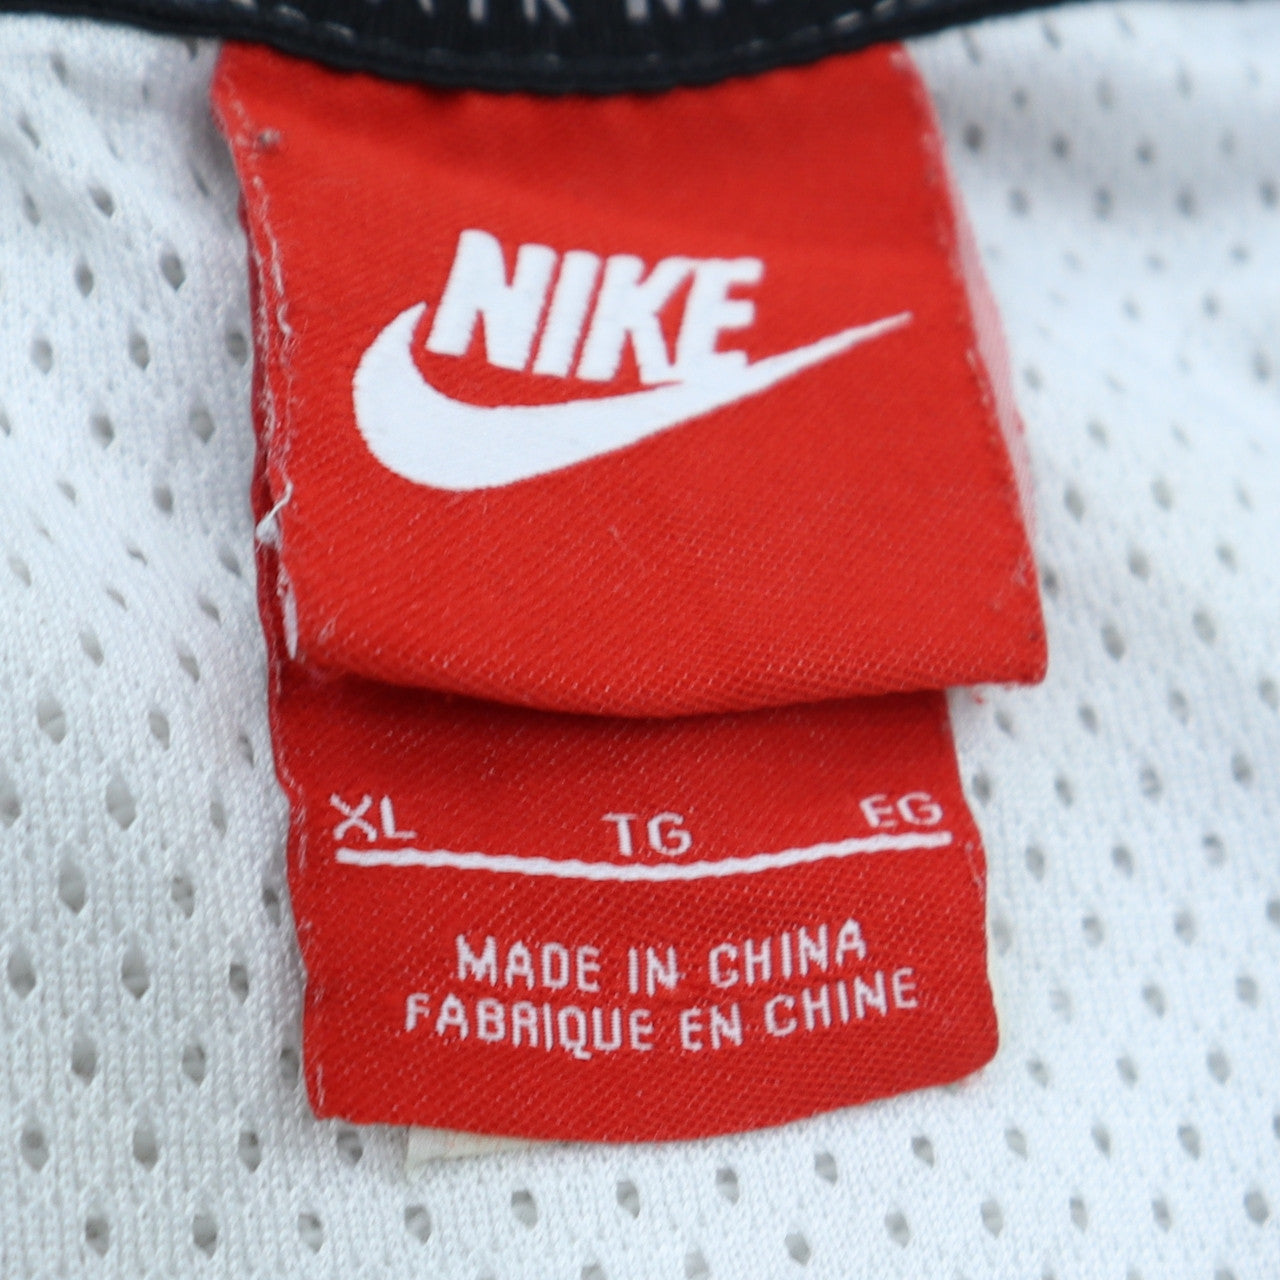 NIKE
XL TG EG
MADE IN CHINA
FABRIQUE EN CHINE